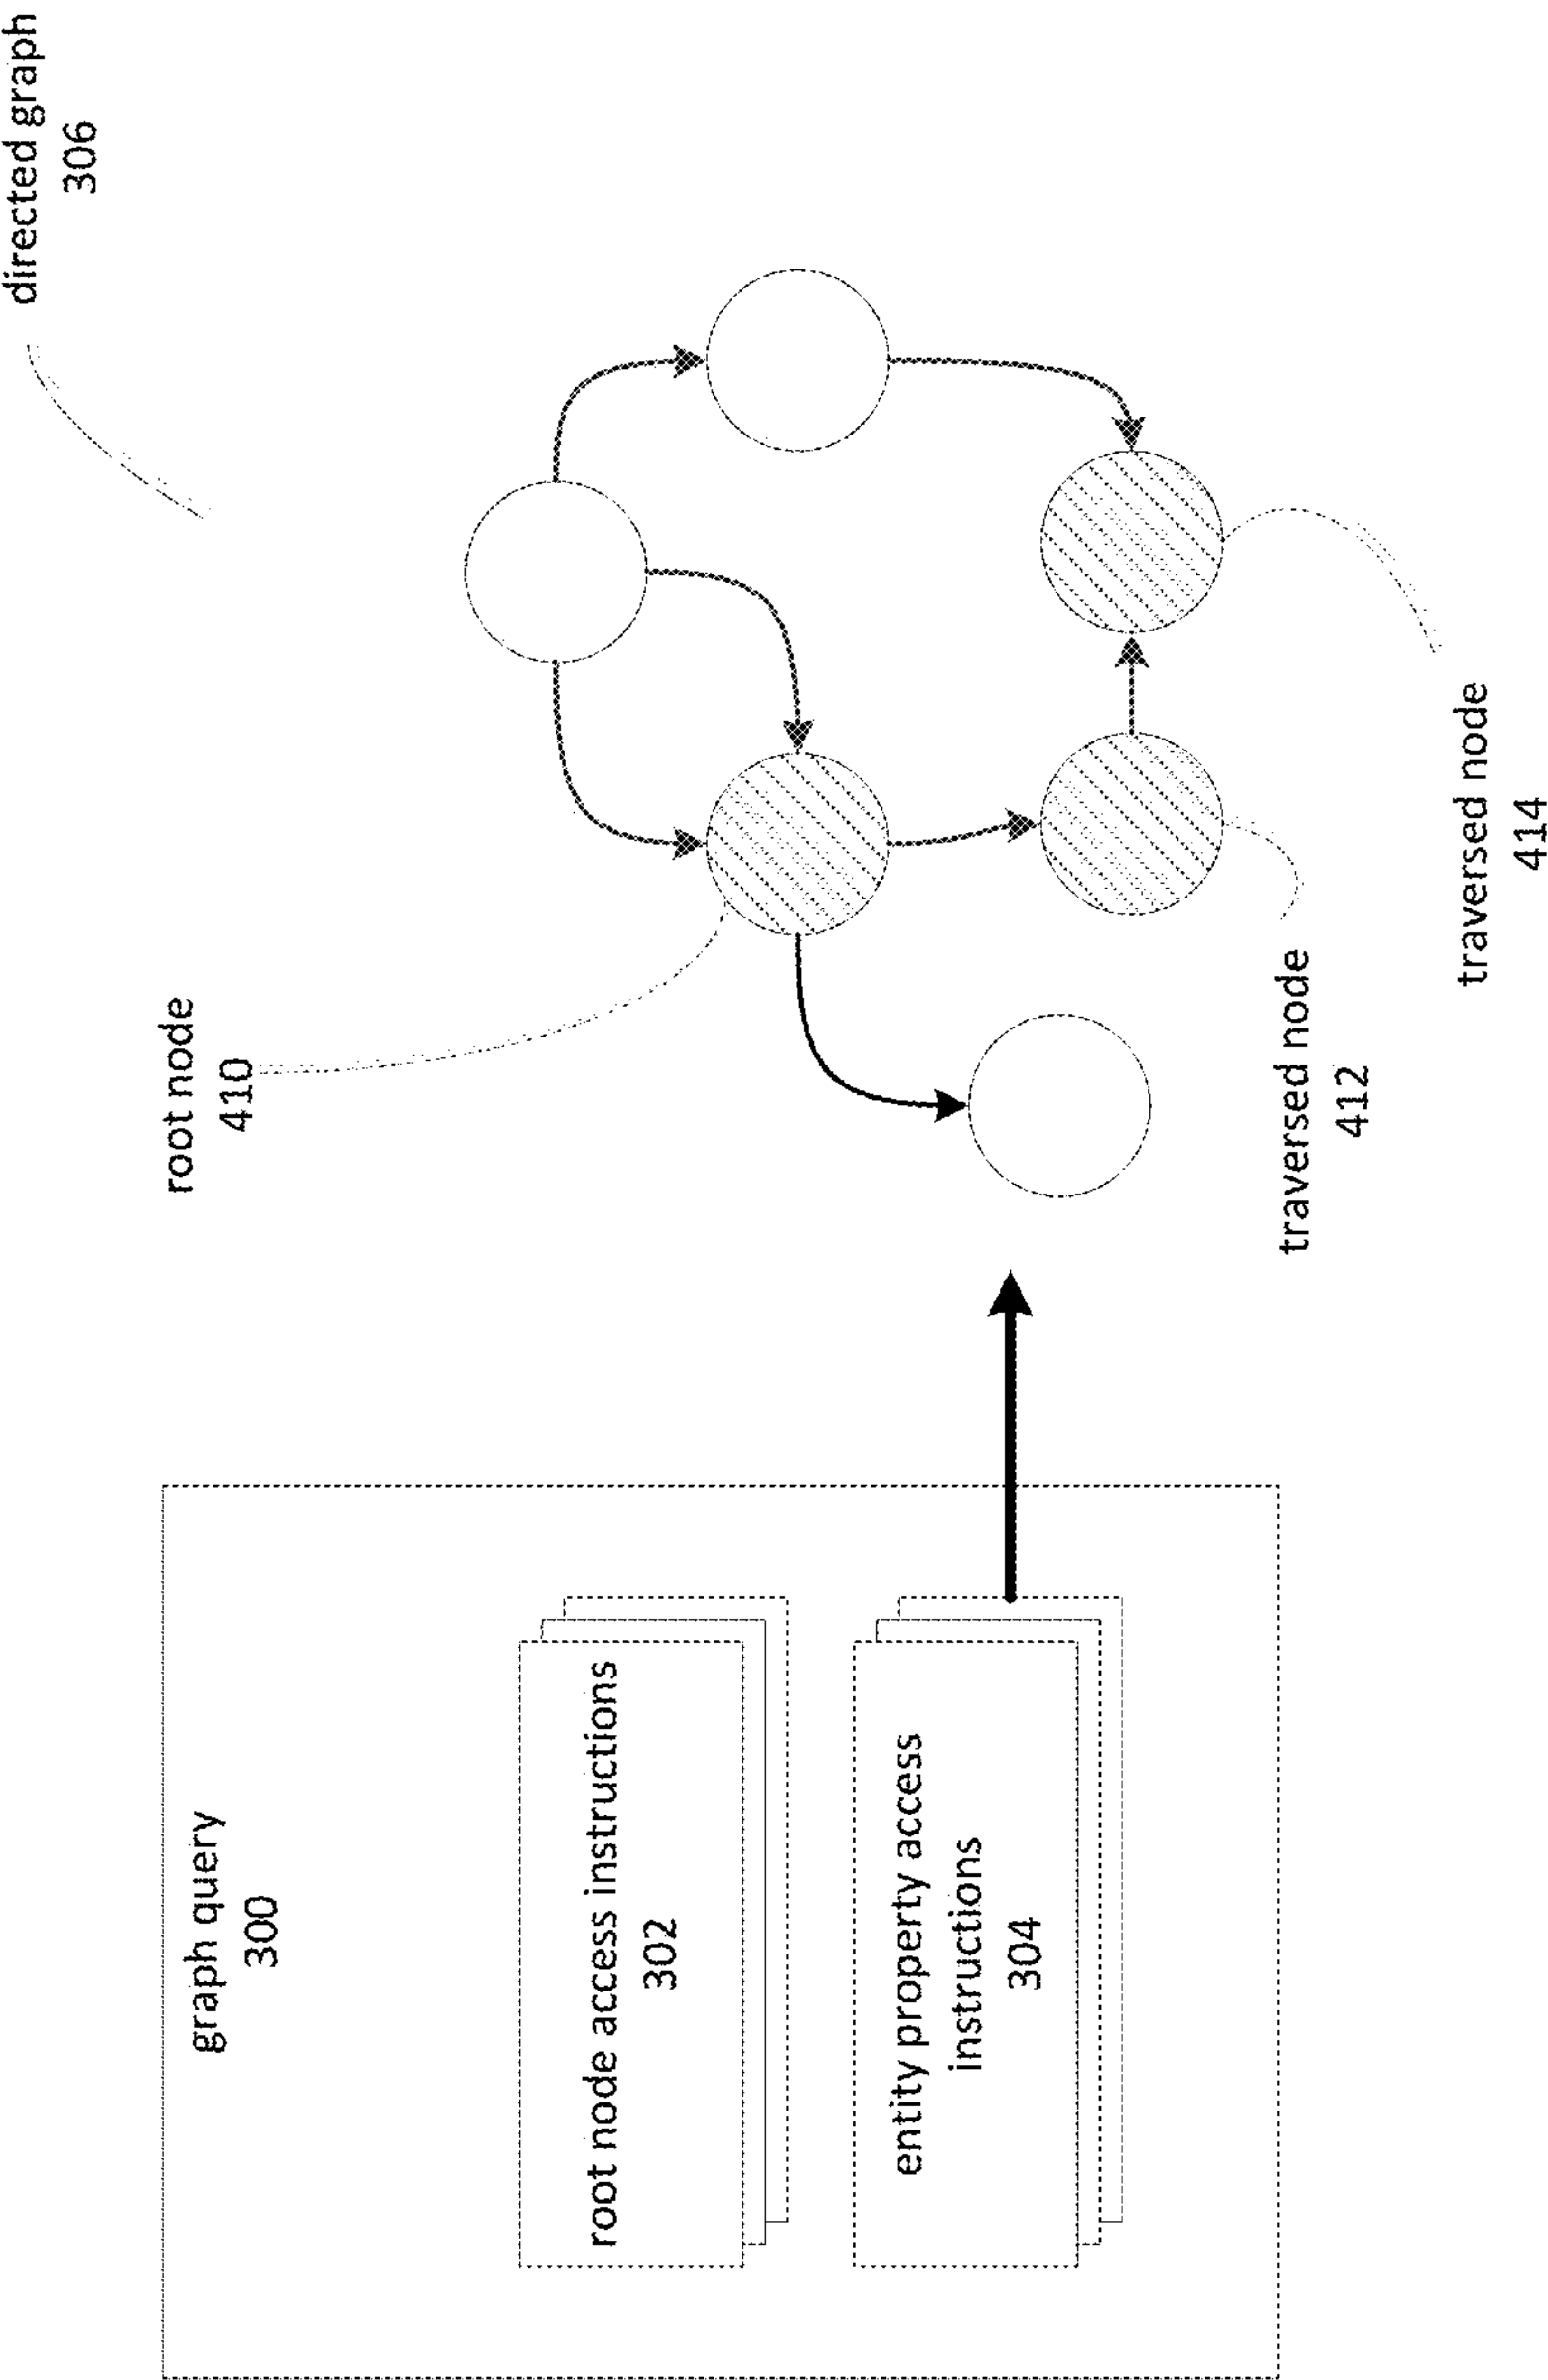 graph query
300
root node access instructions
302
entity property access
instructions
304
directed graph
306
root node
410
traversed node
412
traversed node
414